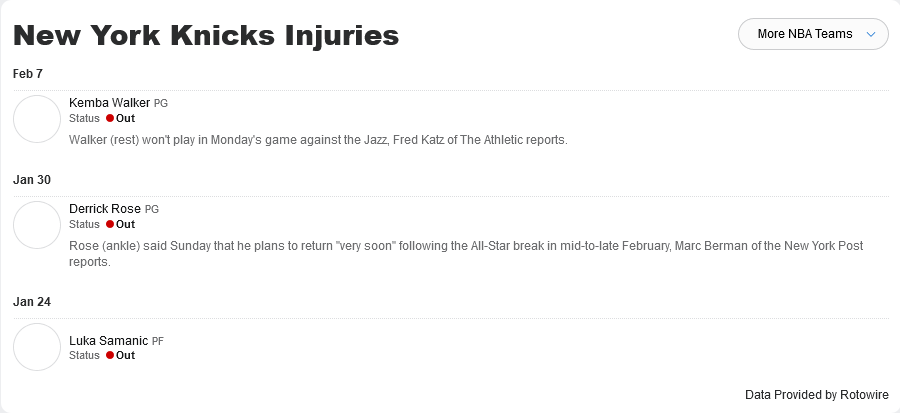 New York Knicks Injuries
More NBA Teams
Feb 7
Kemba Walker PG
Status Out
Walker (rest) won't play in Monday's game against the Jazz, Fred Katz of The Athletic reports.
Jan 30
Derrick Rose PG
Status Out
Rose (ankle) said Sunday that he plans to return "very soon" following the All-Star break in mid-to-late February, Marc Berman of the New York Post
reports.
Jan 24
Luka Samanic PF
Status Out
Data Provided by Rotowire